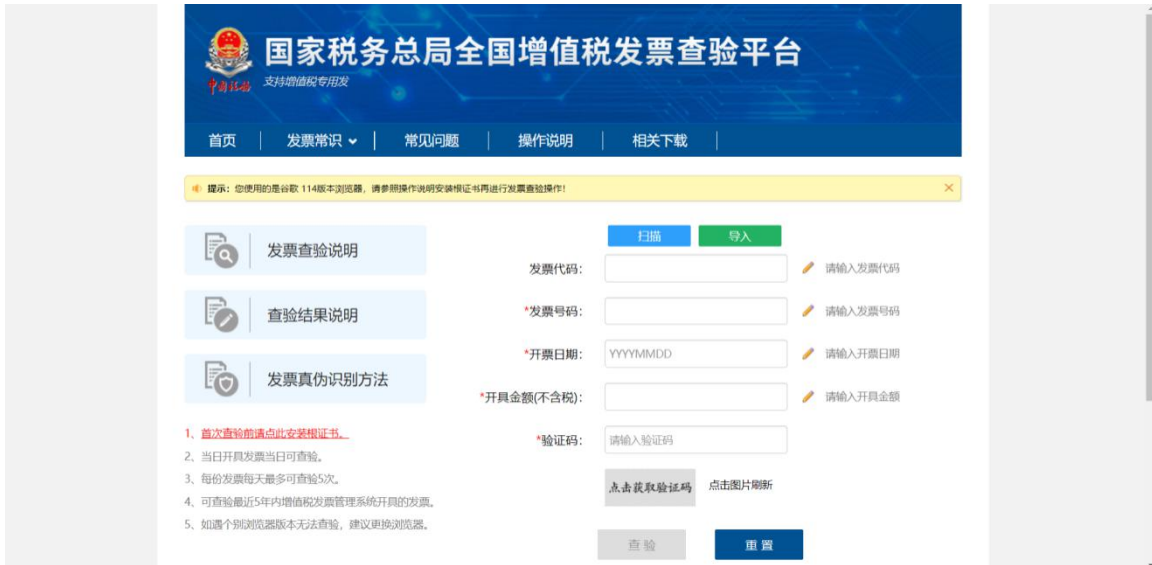 国家税务总局全国增值税发票查验平台
中国税务
支持增值税专用发
首页 发票常识 常见问题 操作说明 相关下载
提示：您使用的是谷歌 114版本浏览器，请参照操作说明安装根证书再进行发票查验操作！
扫描 导入
发票查验说明
发票代码： 请输入发票代码
查验结果说明
*发票号码： 请输入发票号码
*开票日期： YYYYMMDD 请输入开票日期
发票真伪识别方法
*开具金额(不含税)： 请输入开具金额
1、首次查验前请点此安装根证书。
2、当日开具发票当日可查验。
3、每份发票每天最多可查验5次。
4、可查验最近5年内增值税发票管理系统开具的发票。
5、如遇个别浏览器版本无法查验，建议更换浏览器。
*验证码： 请输入验证码
点击获取验证码 点击图片刷新
查验 重置